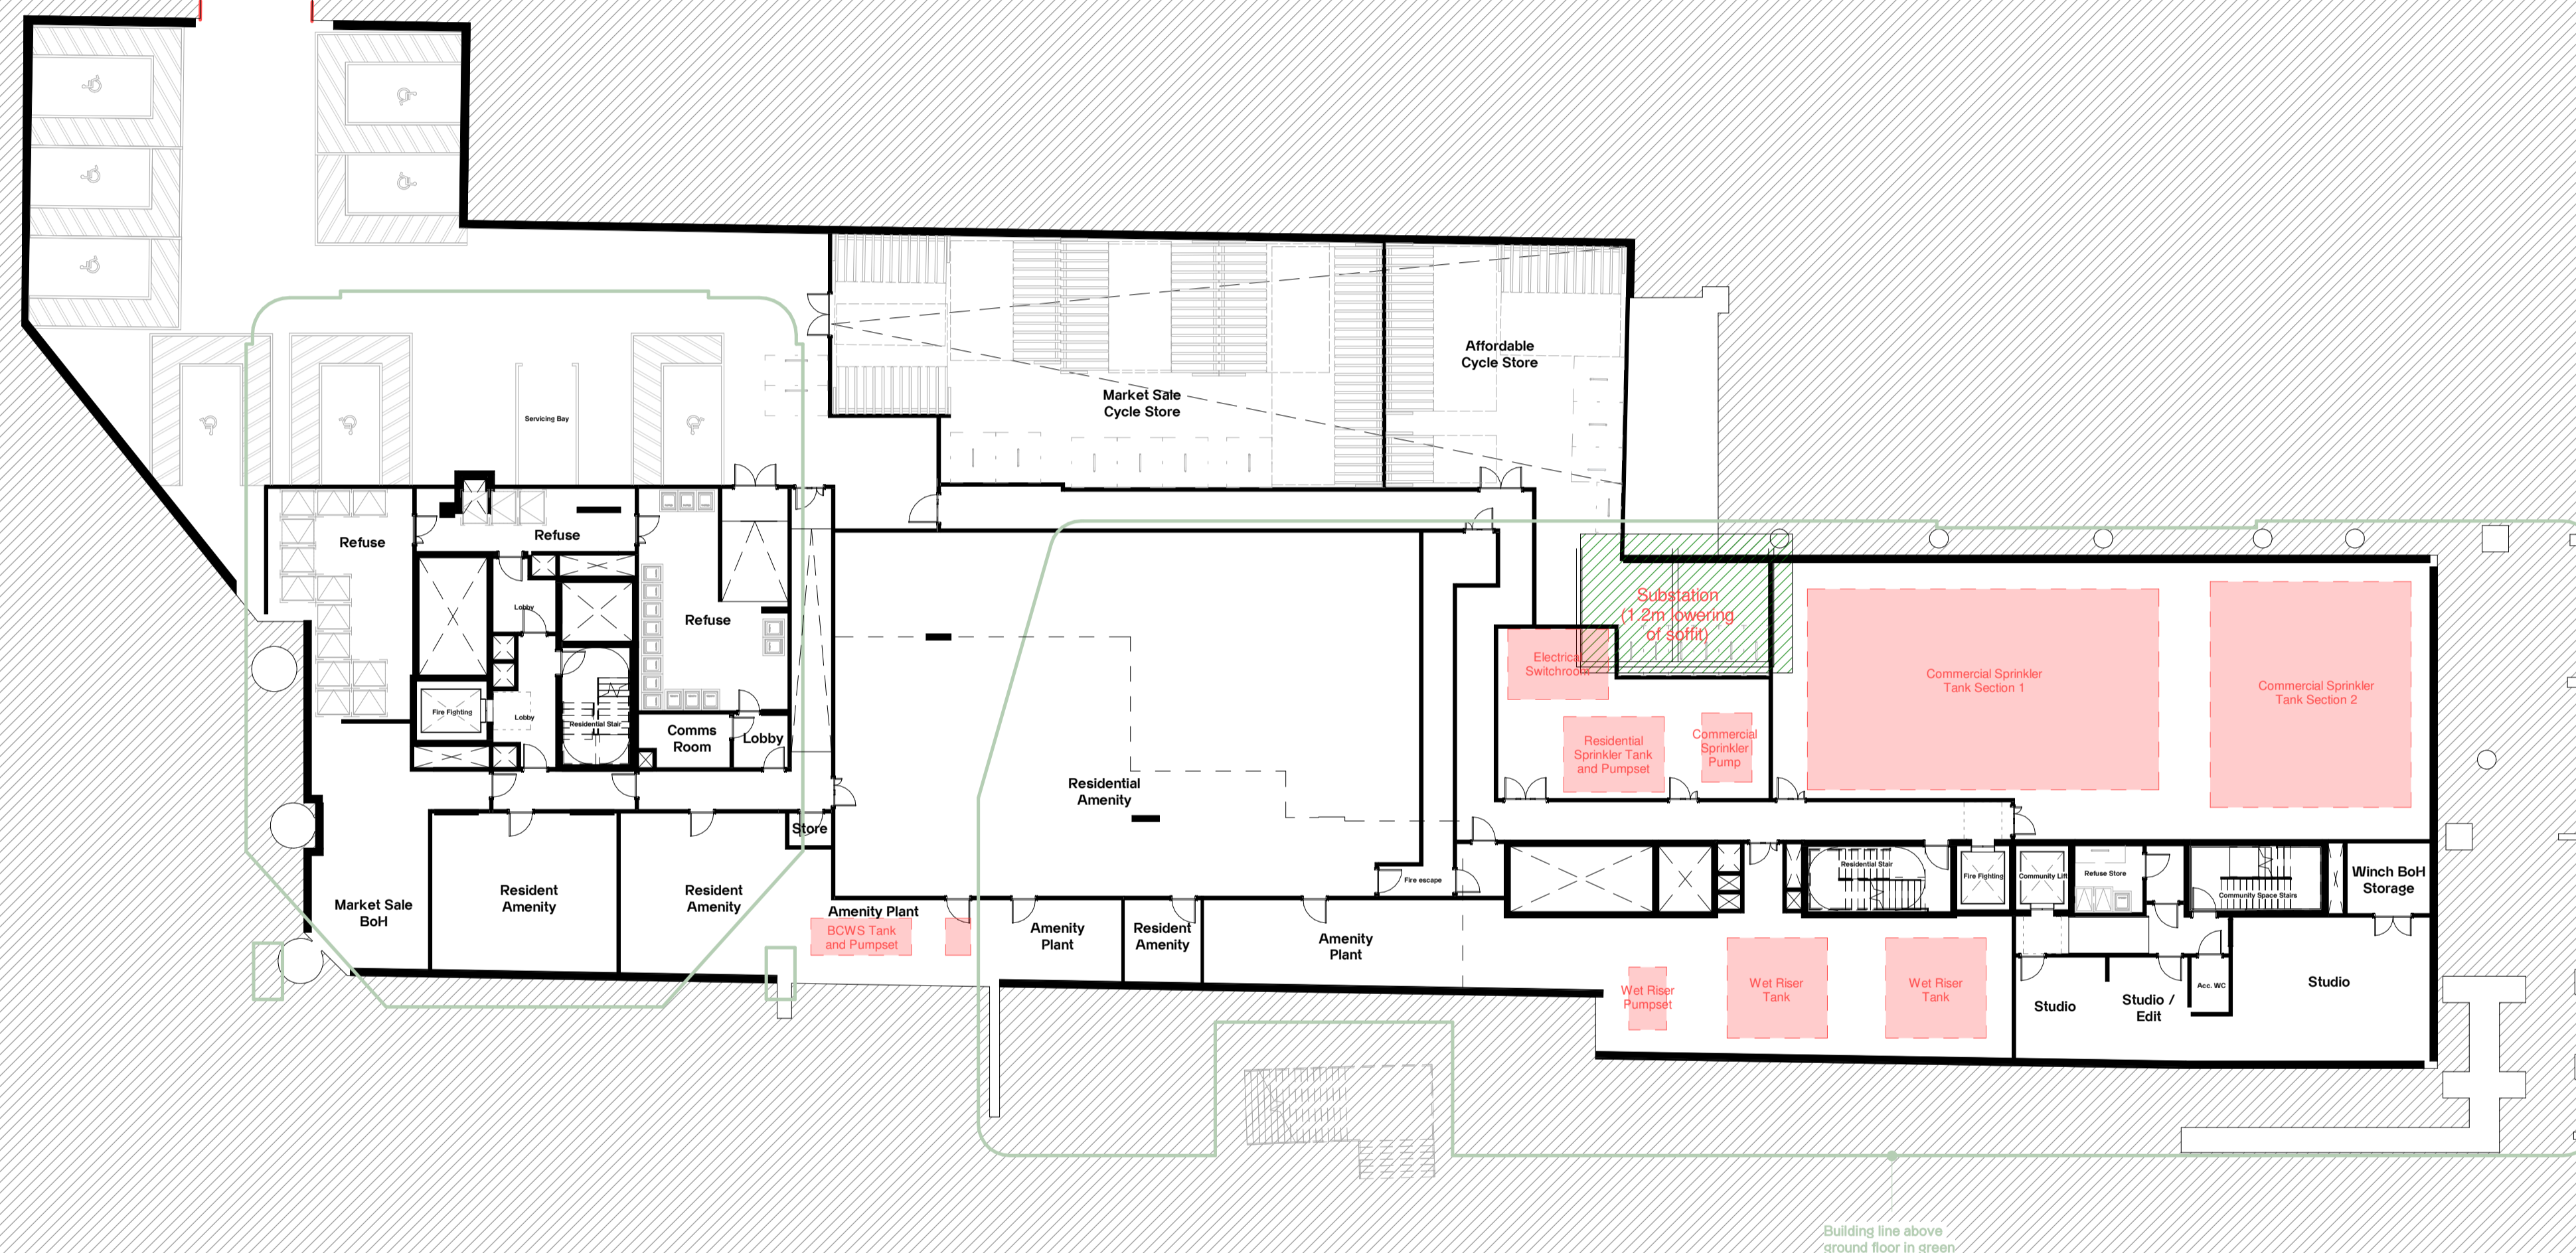 Affordable
Cycle Store
Market Sale
Cycle Store
Servicing Bay
Refuse
Refuse
Lobby
Refuse
Substation
(1.2m lowering
of soffit)
Electrical
Switchroom
Commercial Sprinkler
Tank Section 1
Commercial Sprinkler
Tank Section 2
Fire Fighting
Lobby
Residential Stair
Comms
Room
Lobby
Residential
Sprinkler Tank
and Pumpset
Commercial
Sprinkler
Pump
Residential
Amenity
Store
Residential Stair
Fire Fighting
Community Lift
Refuse Store
Community Space Stairs
Winch BoH
Storage
Fire escape
Market Sale
BoH
Resident
Amenity
Resident
Amenity
Amenity Plant
BCWS Tank
and Pumpset
Amenity
Plant
Resident
Amenity
Amenity
Plant
Wet Riser
Pumpset
Wet Riser
Tank
Wet Riser
Tank
Studio
Studio /
Edit
Acc. WC
Studio
Building line above
ground floor in green